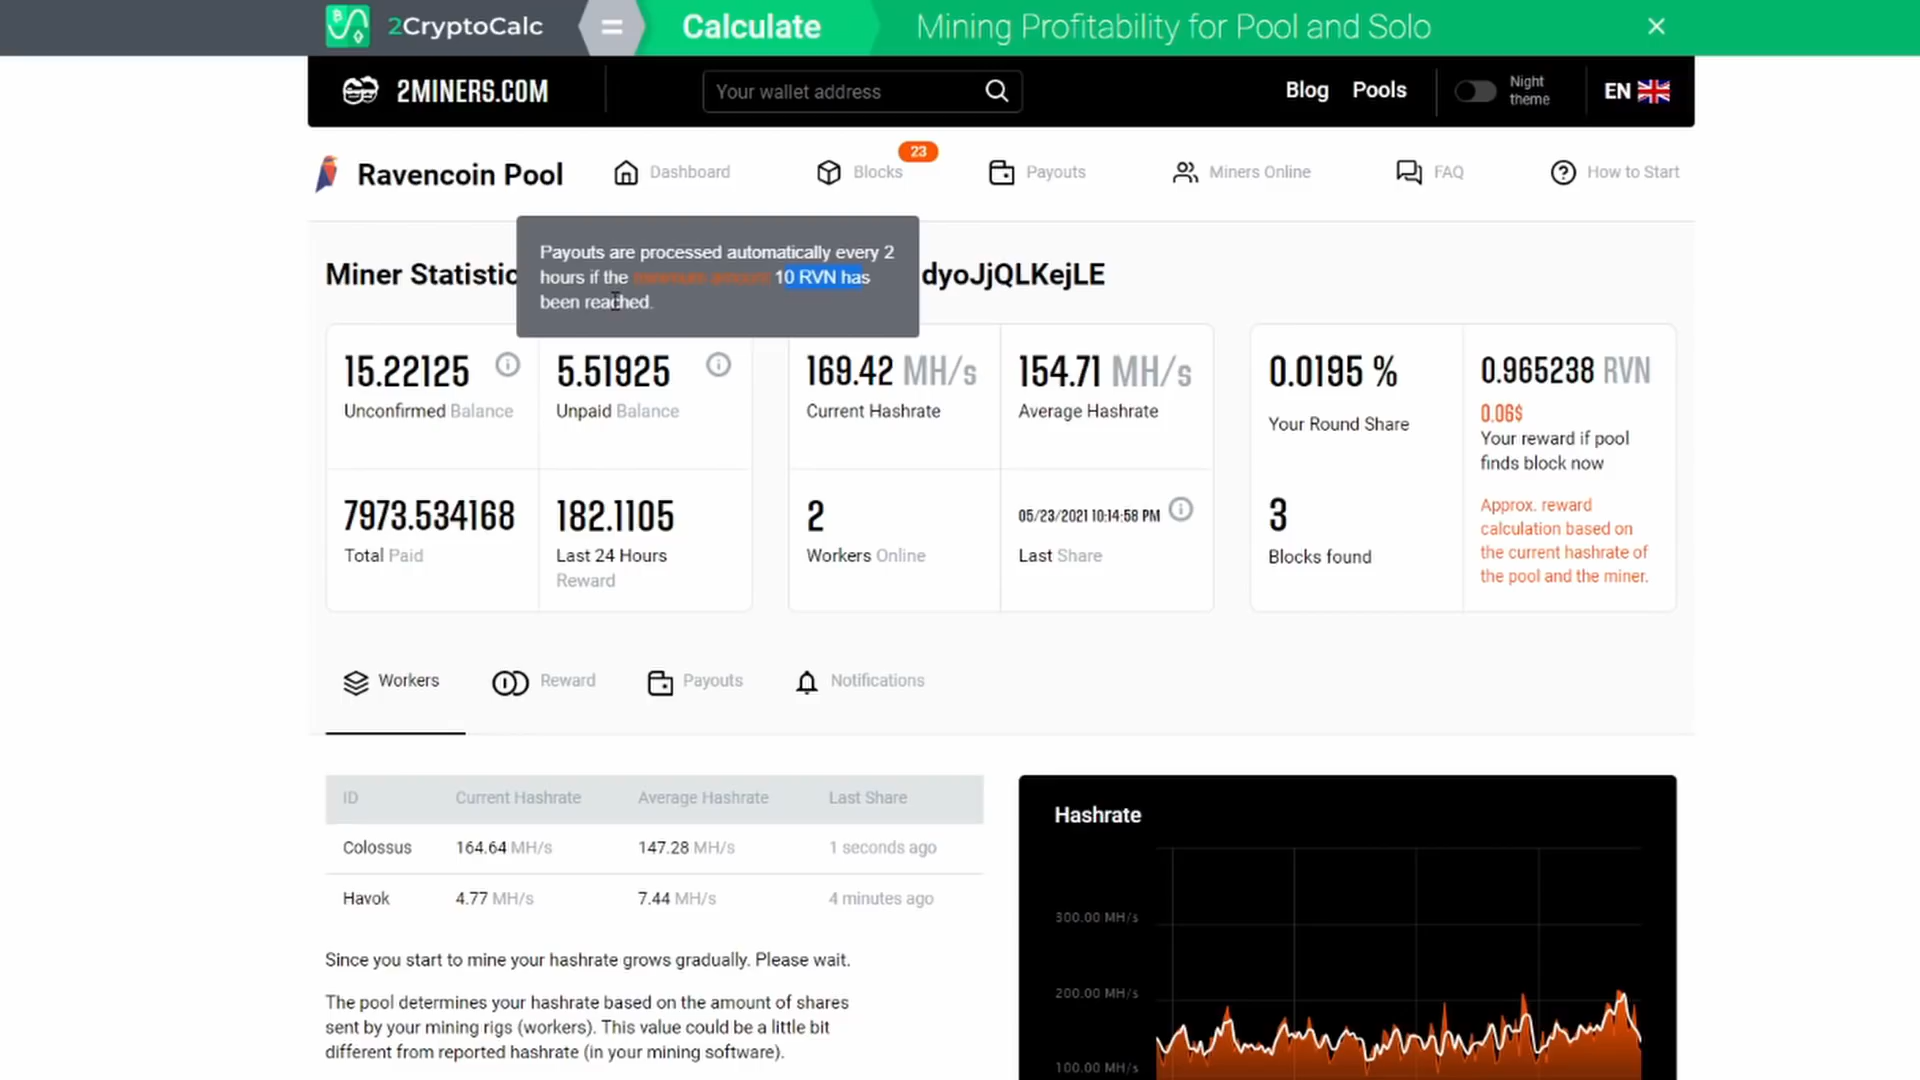 2CryptoCalc
=
Calculate
Mining Profitability for Pool and Solo
2MINERS.COM
Your wallet address
Blog
Pools
Night
theme
EN
Ravencoin Pool
Dashboard
Blocks
23
Payouts
Miners Online
FAQ
How to Start
Miner Statistic
dyoJjQLKejLE
Payouts are processed automatically every 2
hours if the minimum amount 10 RVN has
been reached.
15.22125
Unconfirmed Balance
5.51925
Unpaid Balance
7973.534168
Total Paid
182.1105
Last 24 Hours
Reward
169.42 MH/s
Current Hashrate
154.71 MH/s
Average Hashrate
2
Workers Online
05/23/2021 10:14:58 PM
Last Share
0.0195 %
Your Round Share
3
Blocks found
0.965238 RVN
0.06$
Your reward if pool
finds block now
Approx. reward
calculation based on
the current hashrate of
the pool and the miner.
Workers
Reward
Payouts
Notifications
ID Current Hashrate Average Hashrate Last Share
Colossus 164.64 MH/s 147.28 MH/s 1 seconds ago
Havok 4.77 MH/s 7.44 MH/s 4 minutes ago
Since you start to mine your hashrate grows gradually. Please wait.
The pool determines your hashrate based on the amount of shares
sent by your mining rigs (workers). This value could be a little bit
different from reported hashrate (in your mining software).
Hashrate
300.00 MH/s
200.00 MH/s
100.00 MH/s